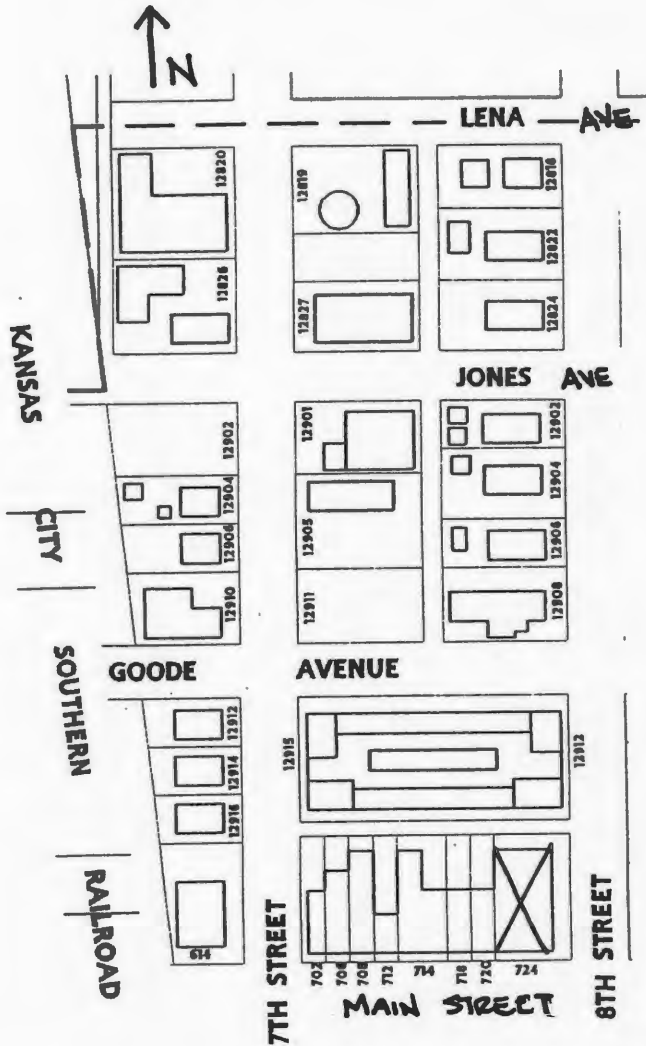 N
LENA AVE
12820
12819
12818
12826
12822
12827
12824
KANSAS
JONES AVE
12902
12901
12902
12904
12904
CITY
12906
12905
12906
12910
12911
12908
SOUTHERN
GOODE AVENUE
12912
12915
12912
12914
12916
RAILROAD
614
7TH STREET
702
706
708
712
714
718
720
724
MAIN STREET
8TH STREET